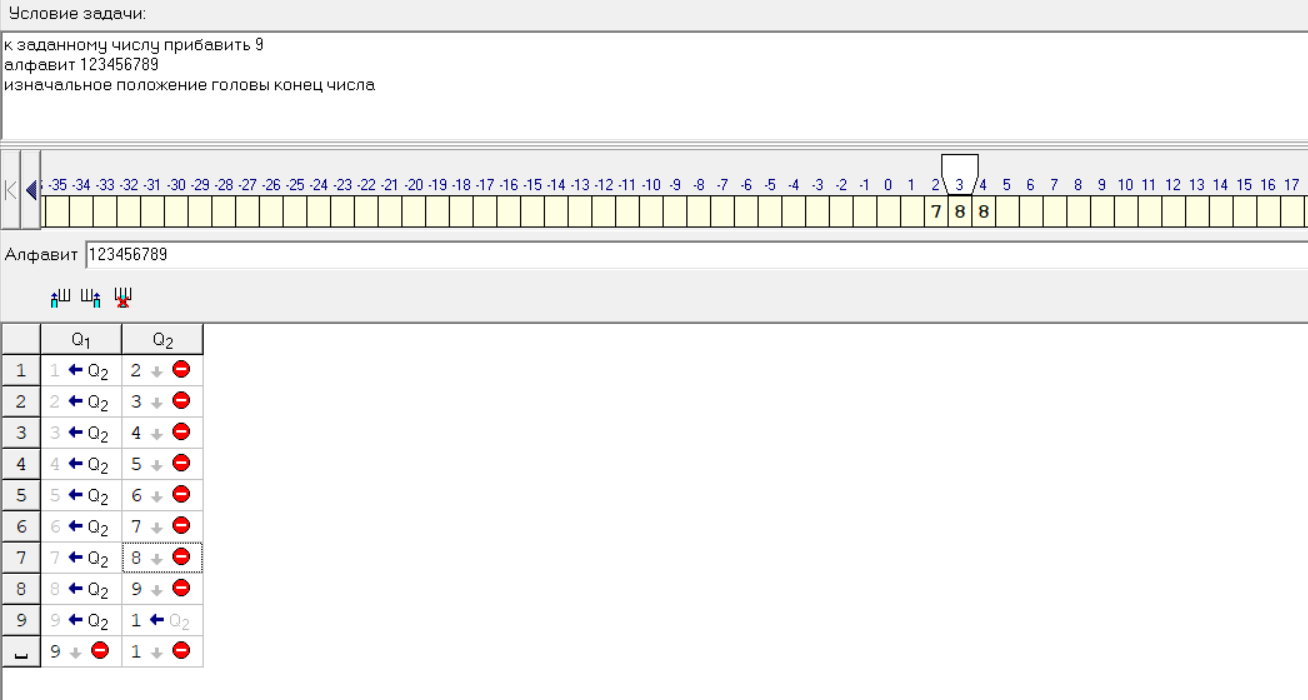 Условие задачи:
к заданному числу прибавить 9
алфавит 123456789
изначальное положение головы конец числа
-35 -34 -33 -32 -31 -30 -29 -28 -27 -26 -25 -24 -23 -22 -21 -20 -19 -18 -17 -16 -15 -14 -13 -12 -11 -10 -9 -8 -7 -6 -5 -4 -3 -2 -1 0 1 2 3 4 5 6 7 8 9 10 11 12 13 14 15 16 17
7 8 8
Алфавит 123456789
Q1 Q2
1 1 ← Q2 2 ↓
2 2 ← Q2 3 ↓
3 3 ← Q2 4 ↓
4 4 ← Q2 5 ↓
5 5 ← Q2 6 ↓
6 6 ← Q2 7 ↓
7 7 ← Q2 8 ↓
8 8 ← Q2 9 ↓
9 9 ← Q2 1 ← Q2
␣ 9 ↓ 1 ↓